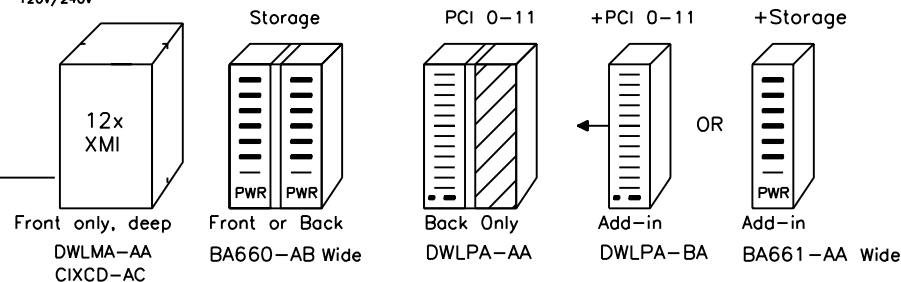 120V/240V
Storage
PCI 0-11
+PCI 0-11
+Storage
12x
XMI
OR
PWR PWR
PWR
Front only, deep
Front or Back
Back Only
Add-in
Add-in
DWLMA-AA
CIXCD-AC
BA660-AB Wide
DWLPA-AA
DWLPA-BA
BA661-AA Wide